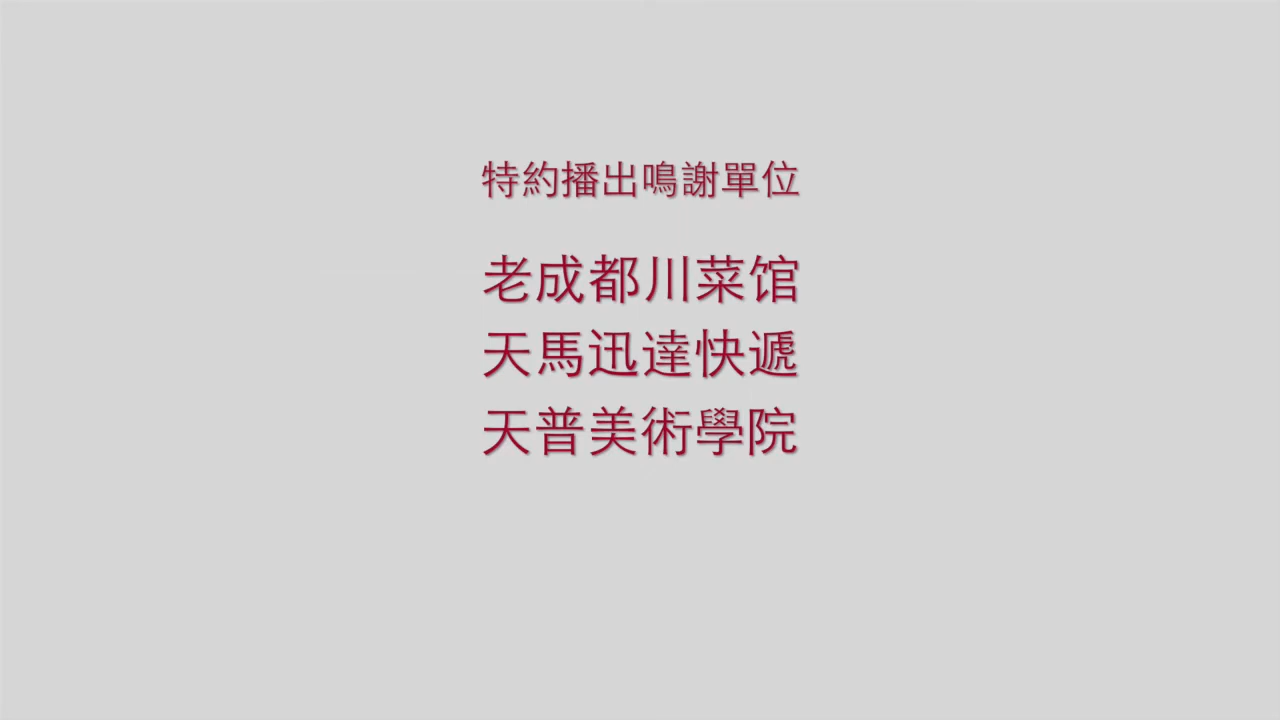 特約播出鳴謝單位
老成都川菜馆
天馬迅達快遞
天普美術學院